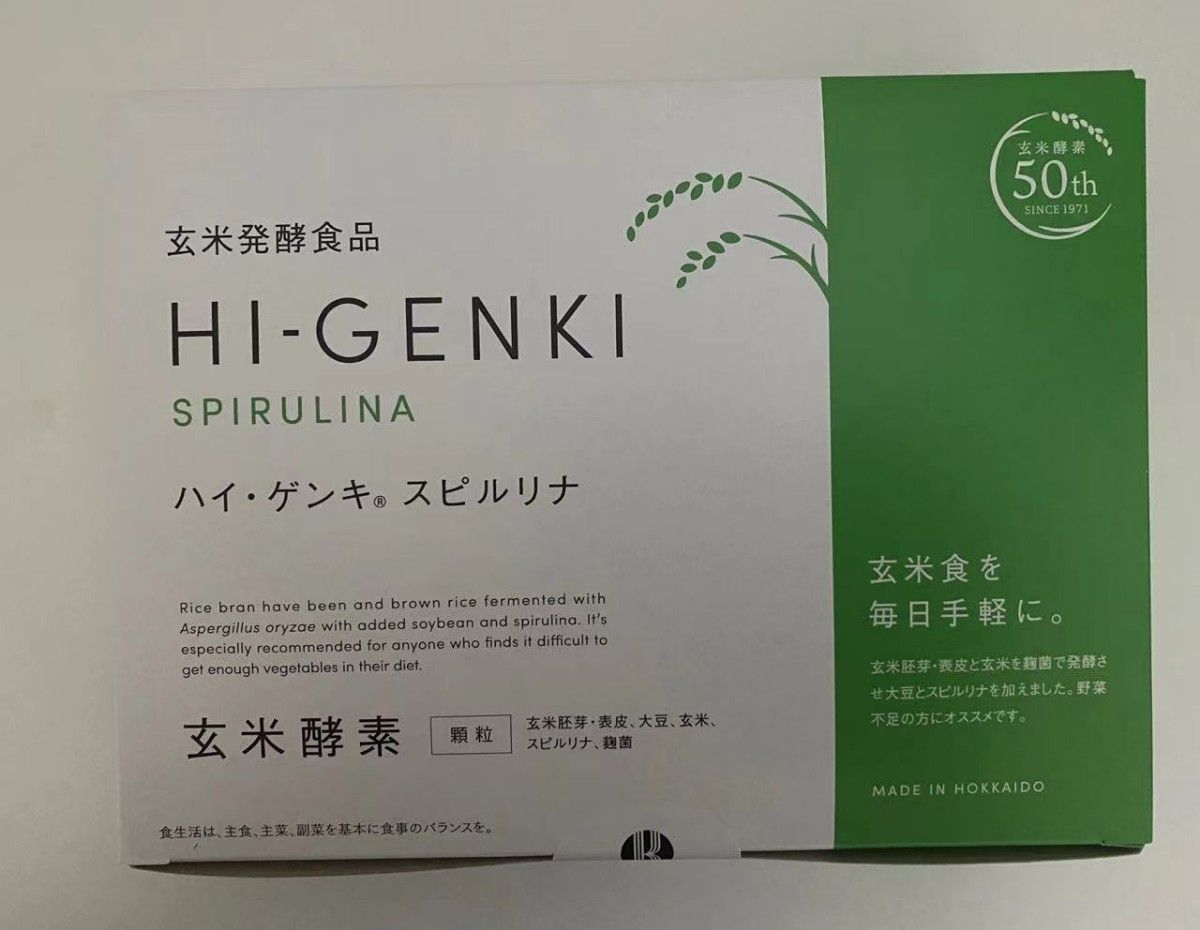 玄米酵素
50th
SINCE 1971
玄米発酵食品
HI-GENKI
SPIRULINA
ハイ・ゲンキ® スピルリナ
Rice bran have been and brown rice fermented with
Aspergillus oryzae with added soybean and spirulina. It's
especially recommended for anyone who finds it difficult to
get enough vegetables in their diet.
玄米酵素
顆粒
玄米胚芽・表皮、大豆、玄米、
スピルリナ、麹菌
食生活は、主食、主菜、副菜を基本に食事のバランスを。
玄米食を
毎日手軽に。
玄米胚芽・表皮と玄米を麹菌で発酵さ
せ大豆とスピルリナを加えました。野菜
不足の方にオススメです。
MADE IN HOKKAIDO